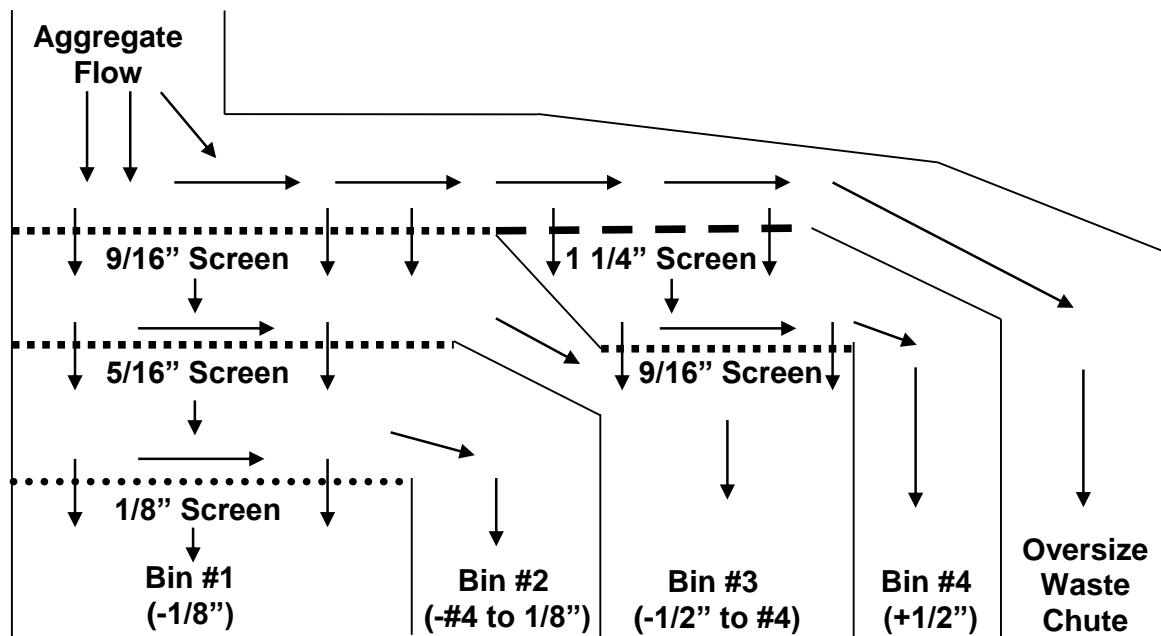 Aggregate
Flow
9/16” Screen
1 1/4” Screen
5/16” Screen
9/16” Screen
1/8” Screen
Bin #1
(-1/8”)
Bin #2
(-#4 to 1/8”)
Bin #3
(-1/2” to #4)
Bin #4
(+1/2”)
Oversize
Waste
Chute